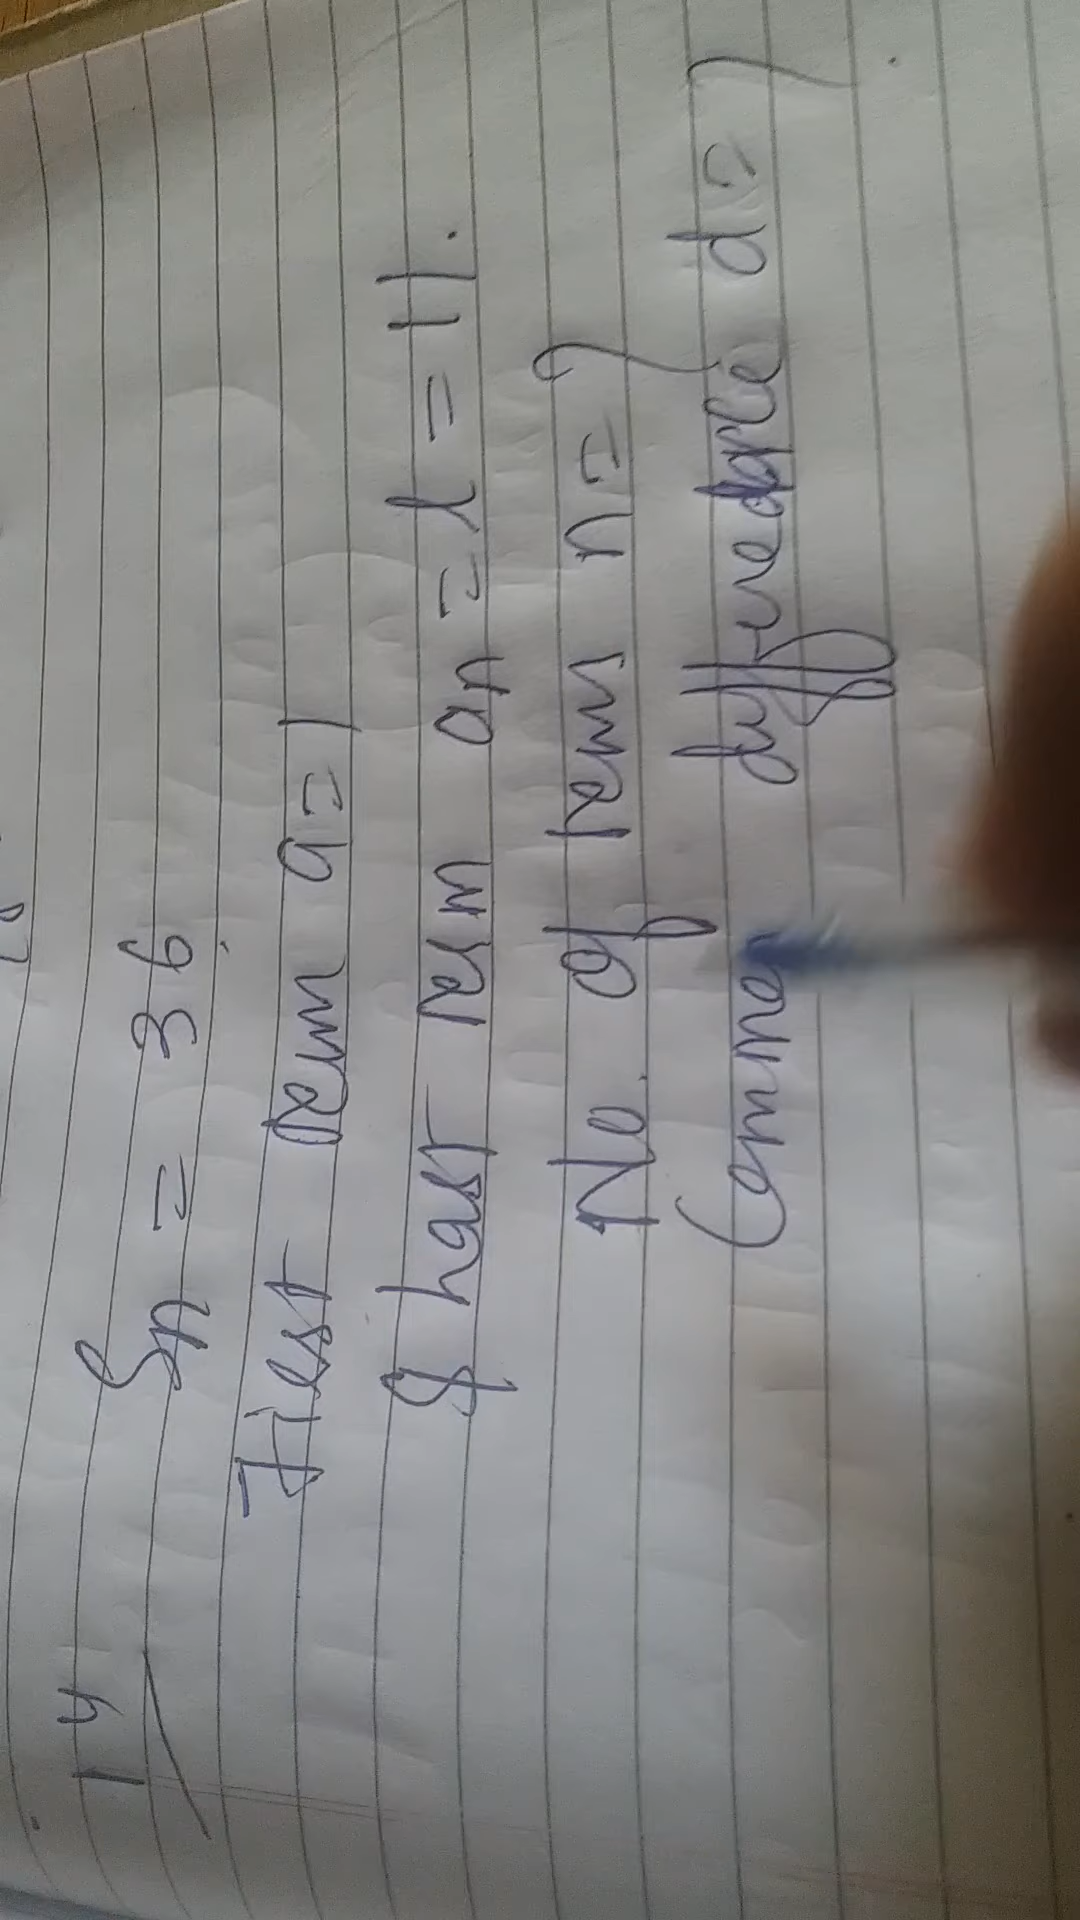 14
Sn = 36
First term a = 1
& last term an = l = 11.
No. of term n = ?
Common difference d = ?